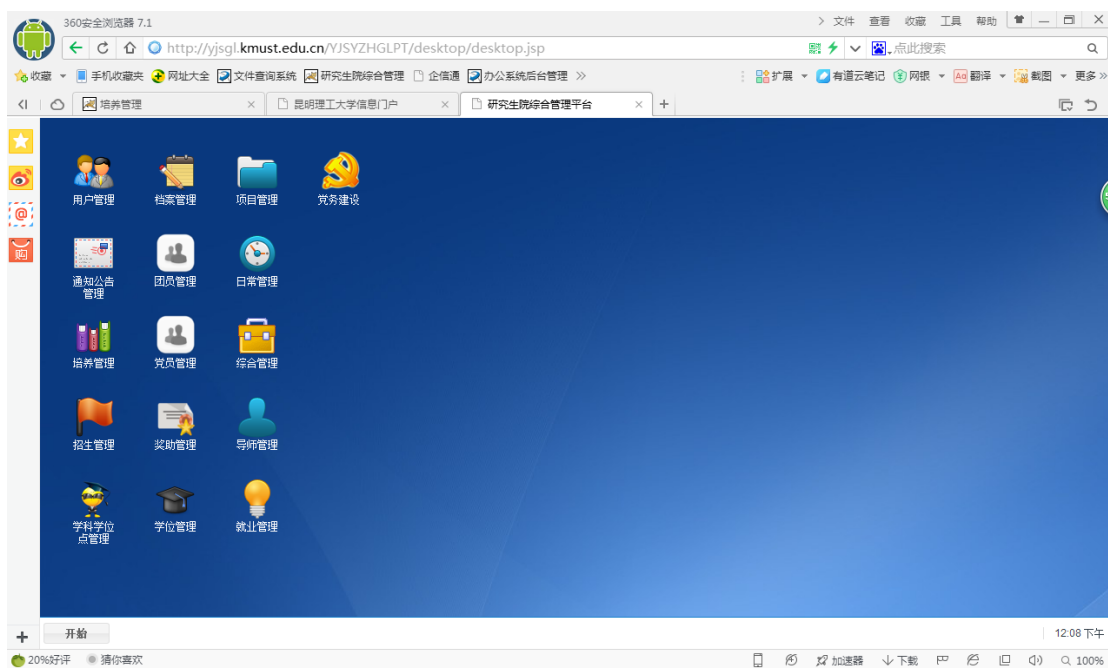 360安全浏览器 7.1
文件 查看 收藏 工具 帮助
http://yjsgl.kmust.edu.cn/YJSYZHGLPT/desktop/desktop.jsp
点此搜索
收藏 手机收藏夹 网址大全 文件查询系统 研究生院综合管理 企信通 办公系统后台管理
扩展 有道云笔记 网银 翻译 截图 更多
培养管理
昆明理工大学信息门户
研究生院综合管理平台
购
用户管理 档案管理 项目管理 党务建设
通知公告管理 团员管理 日常管理
培养管理 党员管理 综合管理
招生管理 奖助管理 导师管理
学科学位点管理 学位管理 就业管理
开始
12:08 下午
20%好评 猜你喜欢
加速器 下载 100%